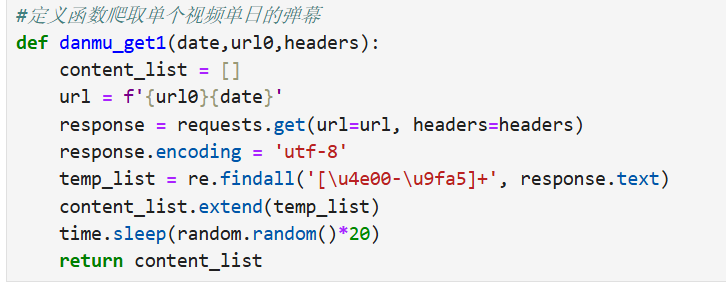 #定义函数爬取单个视频单日的弹幕
def danmu_get1(date,url0,headers):
    content_list = []
    url = f'{url0}{date}'
    response = requests.get(url=url, headers=headers)
    response.encoding = 'utf-8'
    temp_list = re.findall('[\u4e00-\u9fa5]+', response.text)
    content_list.extend(temp_list)
    time.sleep(random.random()*20)
    return content_list